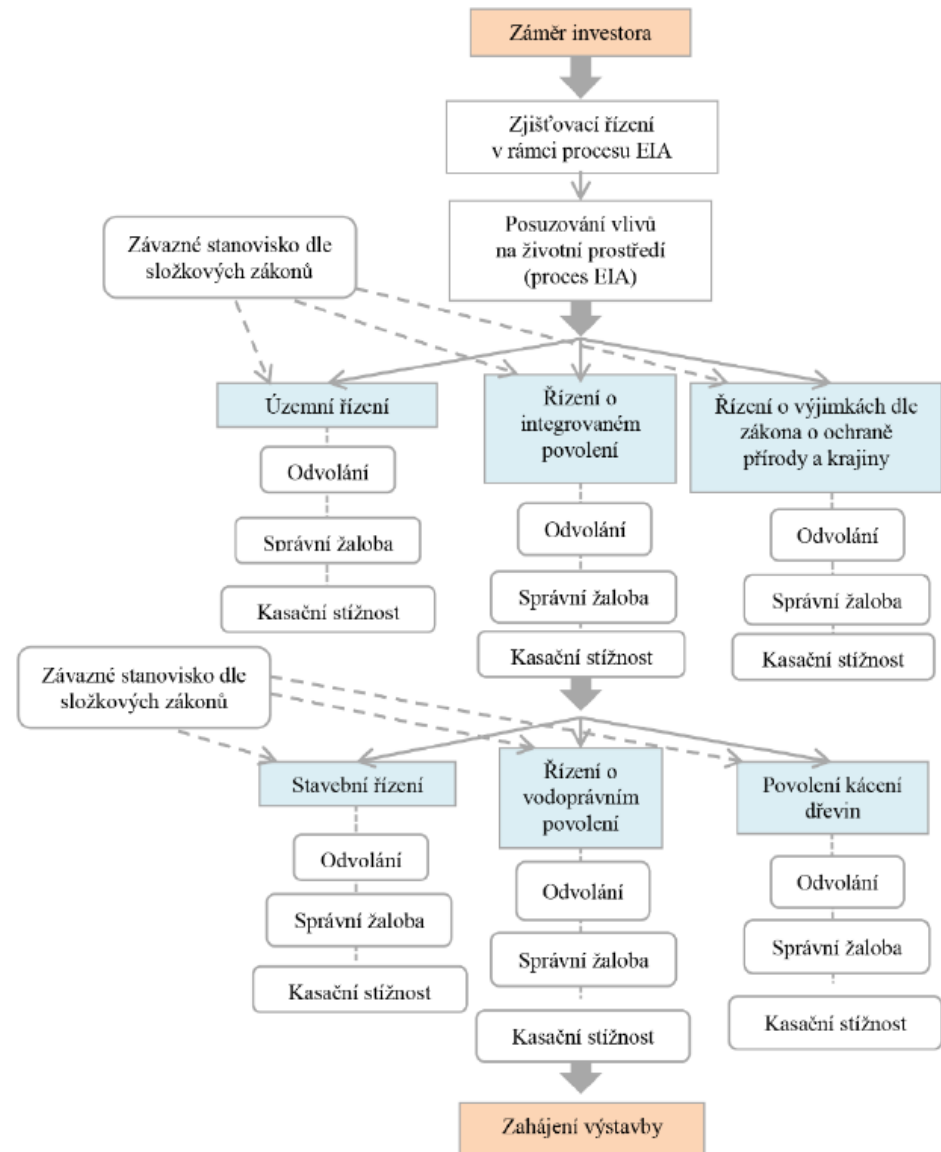 Záměr investora
Zjišťovací řízení
v rámci procesu EIA
Posuzování vlivů
na životní prostředí
(proces EIA)
Závazné stanovisko dle
složkových zákonů
Územní řízení
Řízení o
integrovaném
povolení
Řízení o výjimkách dle
zákona o ochraně
přírody a krajiny
Odvolání
Správní žaloba
Kasační stížnost
Odvolání
Správní žaloba
Kasační stížnost
Odvolání
Správní žaloba
Kasační stížnost
Závazné stanovisko dle
složkových zákonů
Stavební řízení
Řízení o
vodoprávním
povolení
Povolení kácení
dřevin
Odvolání
Správní žaloba
Kasační stížnost
Odvolání
Správní žaloba
Kasační stížnost
Odvolání
Správní žaloba
Kasační stížnost
Zahájení výstavby